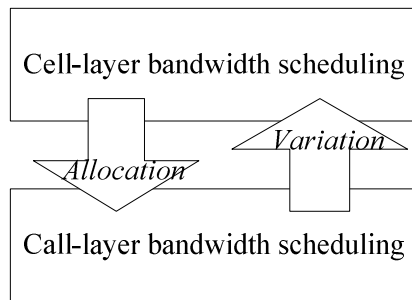 Cell-layer bandwidth scheduling
Allocation
Variation
Call-layer bandwidth scheduling